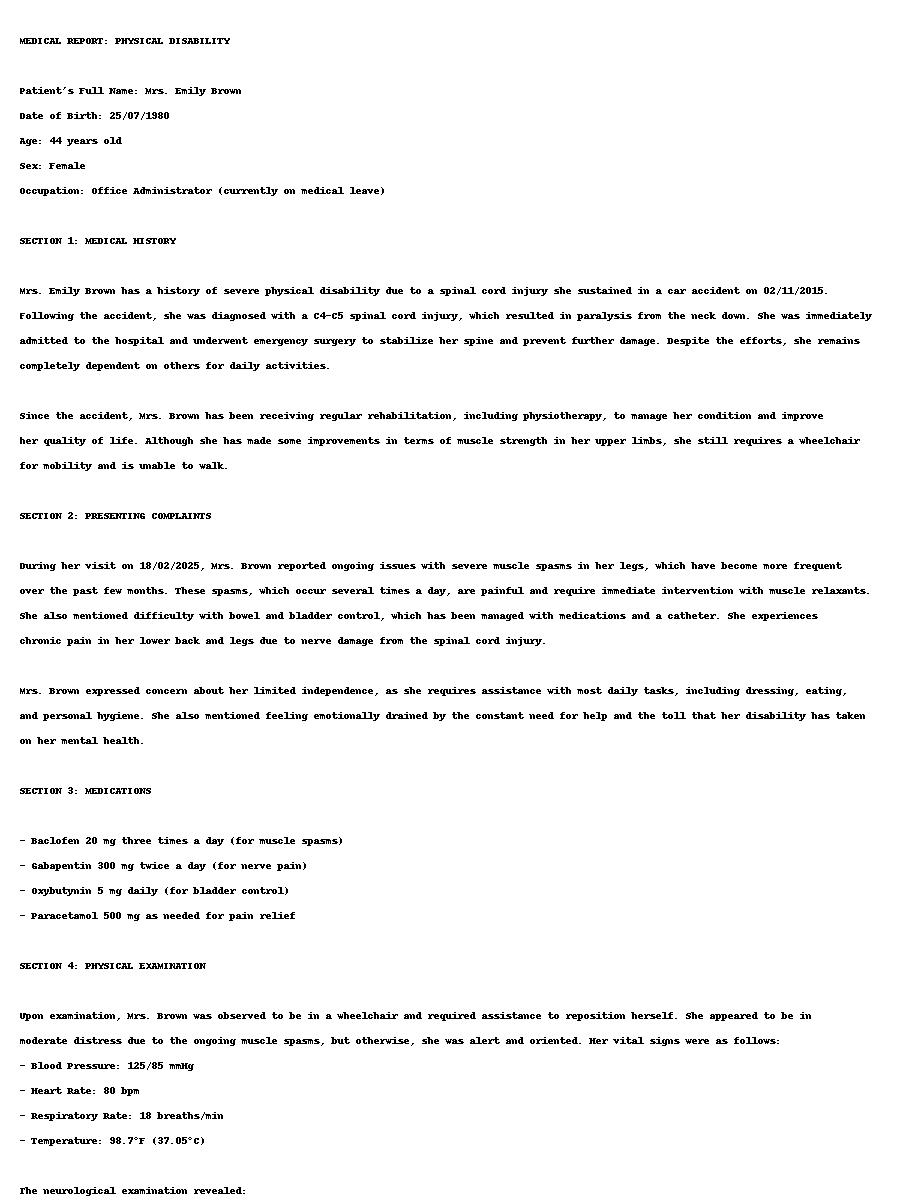 MEDICAL REPORT: PHYSICAL DISABILITY
Patient's Full Name: Mrs. Emily Brown
Date of Birth: 25/07/1980
Age: 44 years old
Sex: Female
Occupation: Office Administrator (currently on medical leave)
SECTION 1: MEDICAL HISTORY
Mrs. Emily Brown has a history of severe physical disability due to a spinal cord injury she sustained in a car accident on 02/11/2015.
Following the accident, she was diagnosed with a C4-C5 spinal cord injury, which resulted in paralysis from the neck down. She was immediately
admitted to the hospital and underwent emergency surgery to stabilize her spine and prevent further damage. Despite the efforts, she remains
completely dependent on others for daily activities.
Since the accident, Mrs. Brown has been receiving regular rehabilitation, including physiotherapy, to manage her condition and improve
her quality of life. Although she has made some improvements in terms of muscle strength in her upper limbs, she still requires a wheelchair
for mobility and is unable to walk.
SECTION 2: PRESENTING COMPLAINTS
During her visit on 18/02/2025, Mrs. Brown reported ongoing issues with severe muscle spasms in her legs, which have become more frequent
over the past few months. These spasms, which occur several times a day, are painful and require immediate intervention with muscle relaxants.
She also mentioned difficulty with bowel and bladder control, which has been managed with medications and a catheter. She experiences
chronic pain in her lower back and legs due to nerve damage from the spinal cord injury.
Mrs. Brown expressed concern about her limited independence, as she requires assistance with most daily tasks, including dressing, eating,
and personal hygiene. She also mentioned feeling emotionally drained by the constant need for help and the toll that her disability has taken
on her mental health.
SECTION 3: MEDICATIONS
- Baclofen 20 mg three times a day (for muscle spasms)
- Gabapentin 300 mg twice a day (for nerve pain)
- Oxybutynin 5 mg daily (for bladder control)
- Paracetamol 500 mg as needed for pain relief
SECTION 4: PHYSICAL EXAMINATION
Upon examination, Mrs. Brown was observed to be in a wheelchair and required assistance to reposition herself. She appeared to be in
moderate distress due to the ongoing muscle spasms, but otherwise, she was alert and oriented. Her vital signs were as follows:
- Blood Pressure: 125/85 mmHg
- Heart Rate: 80 bpm
- Respiratory Rate: 18 breaths/min
- Temperature: 98.7°F (37.05°C)
The neurological examination revealed: